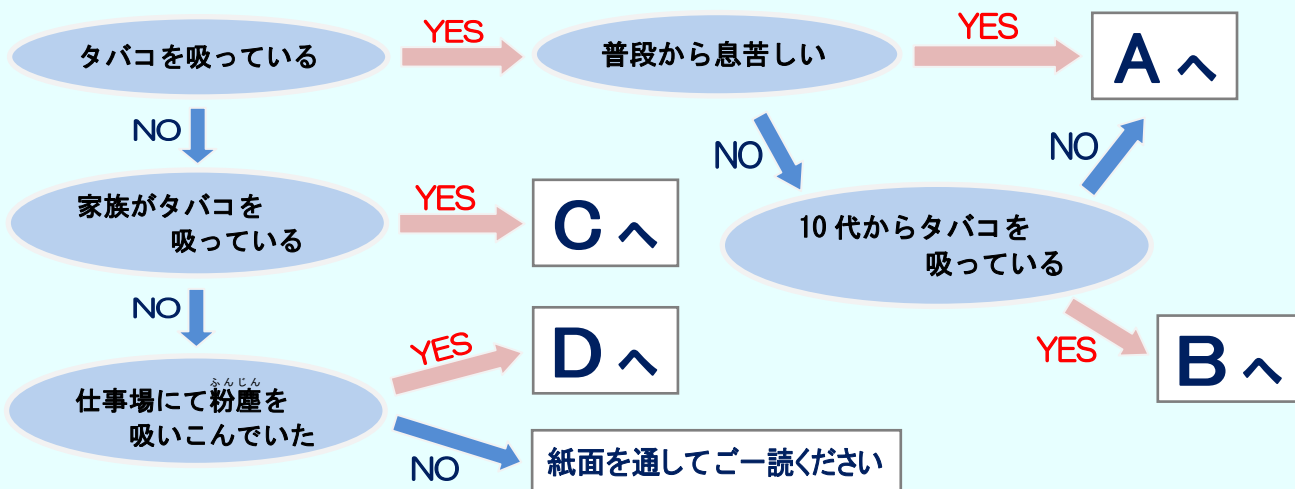 タバコを吸っている
YES
普段から息苦しい
YES
Aへ
NO
NO
NO
家族がタバコを
吸っている
YES
Cへ
10代からタバコを
吸っている
NO
YES
Bへ
仕事場にて粉塵を
ふんじん
吸いこんでいた
YES
Dへ
NO
紙面を通してご一読ください